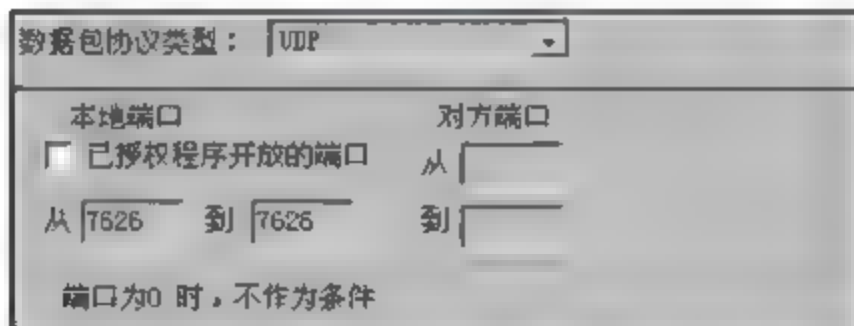 数据包协议类型： UDP
本地端口 对方端口
已授权程序开放的端口 从
从 7626 到 7626 到
端口为0 时，不作为条件